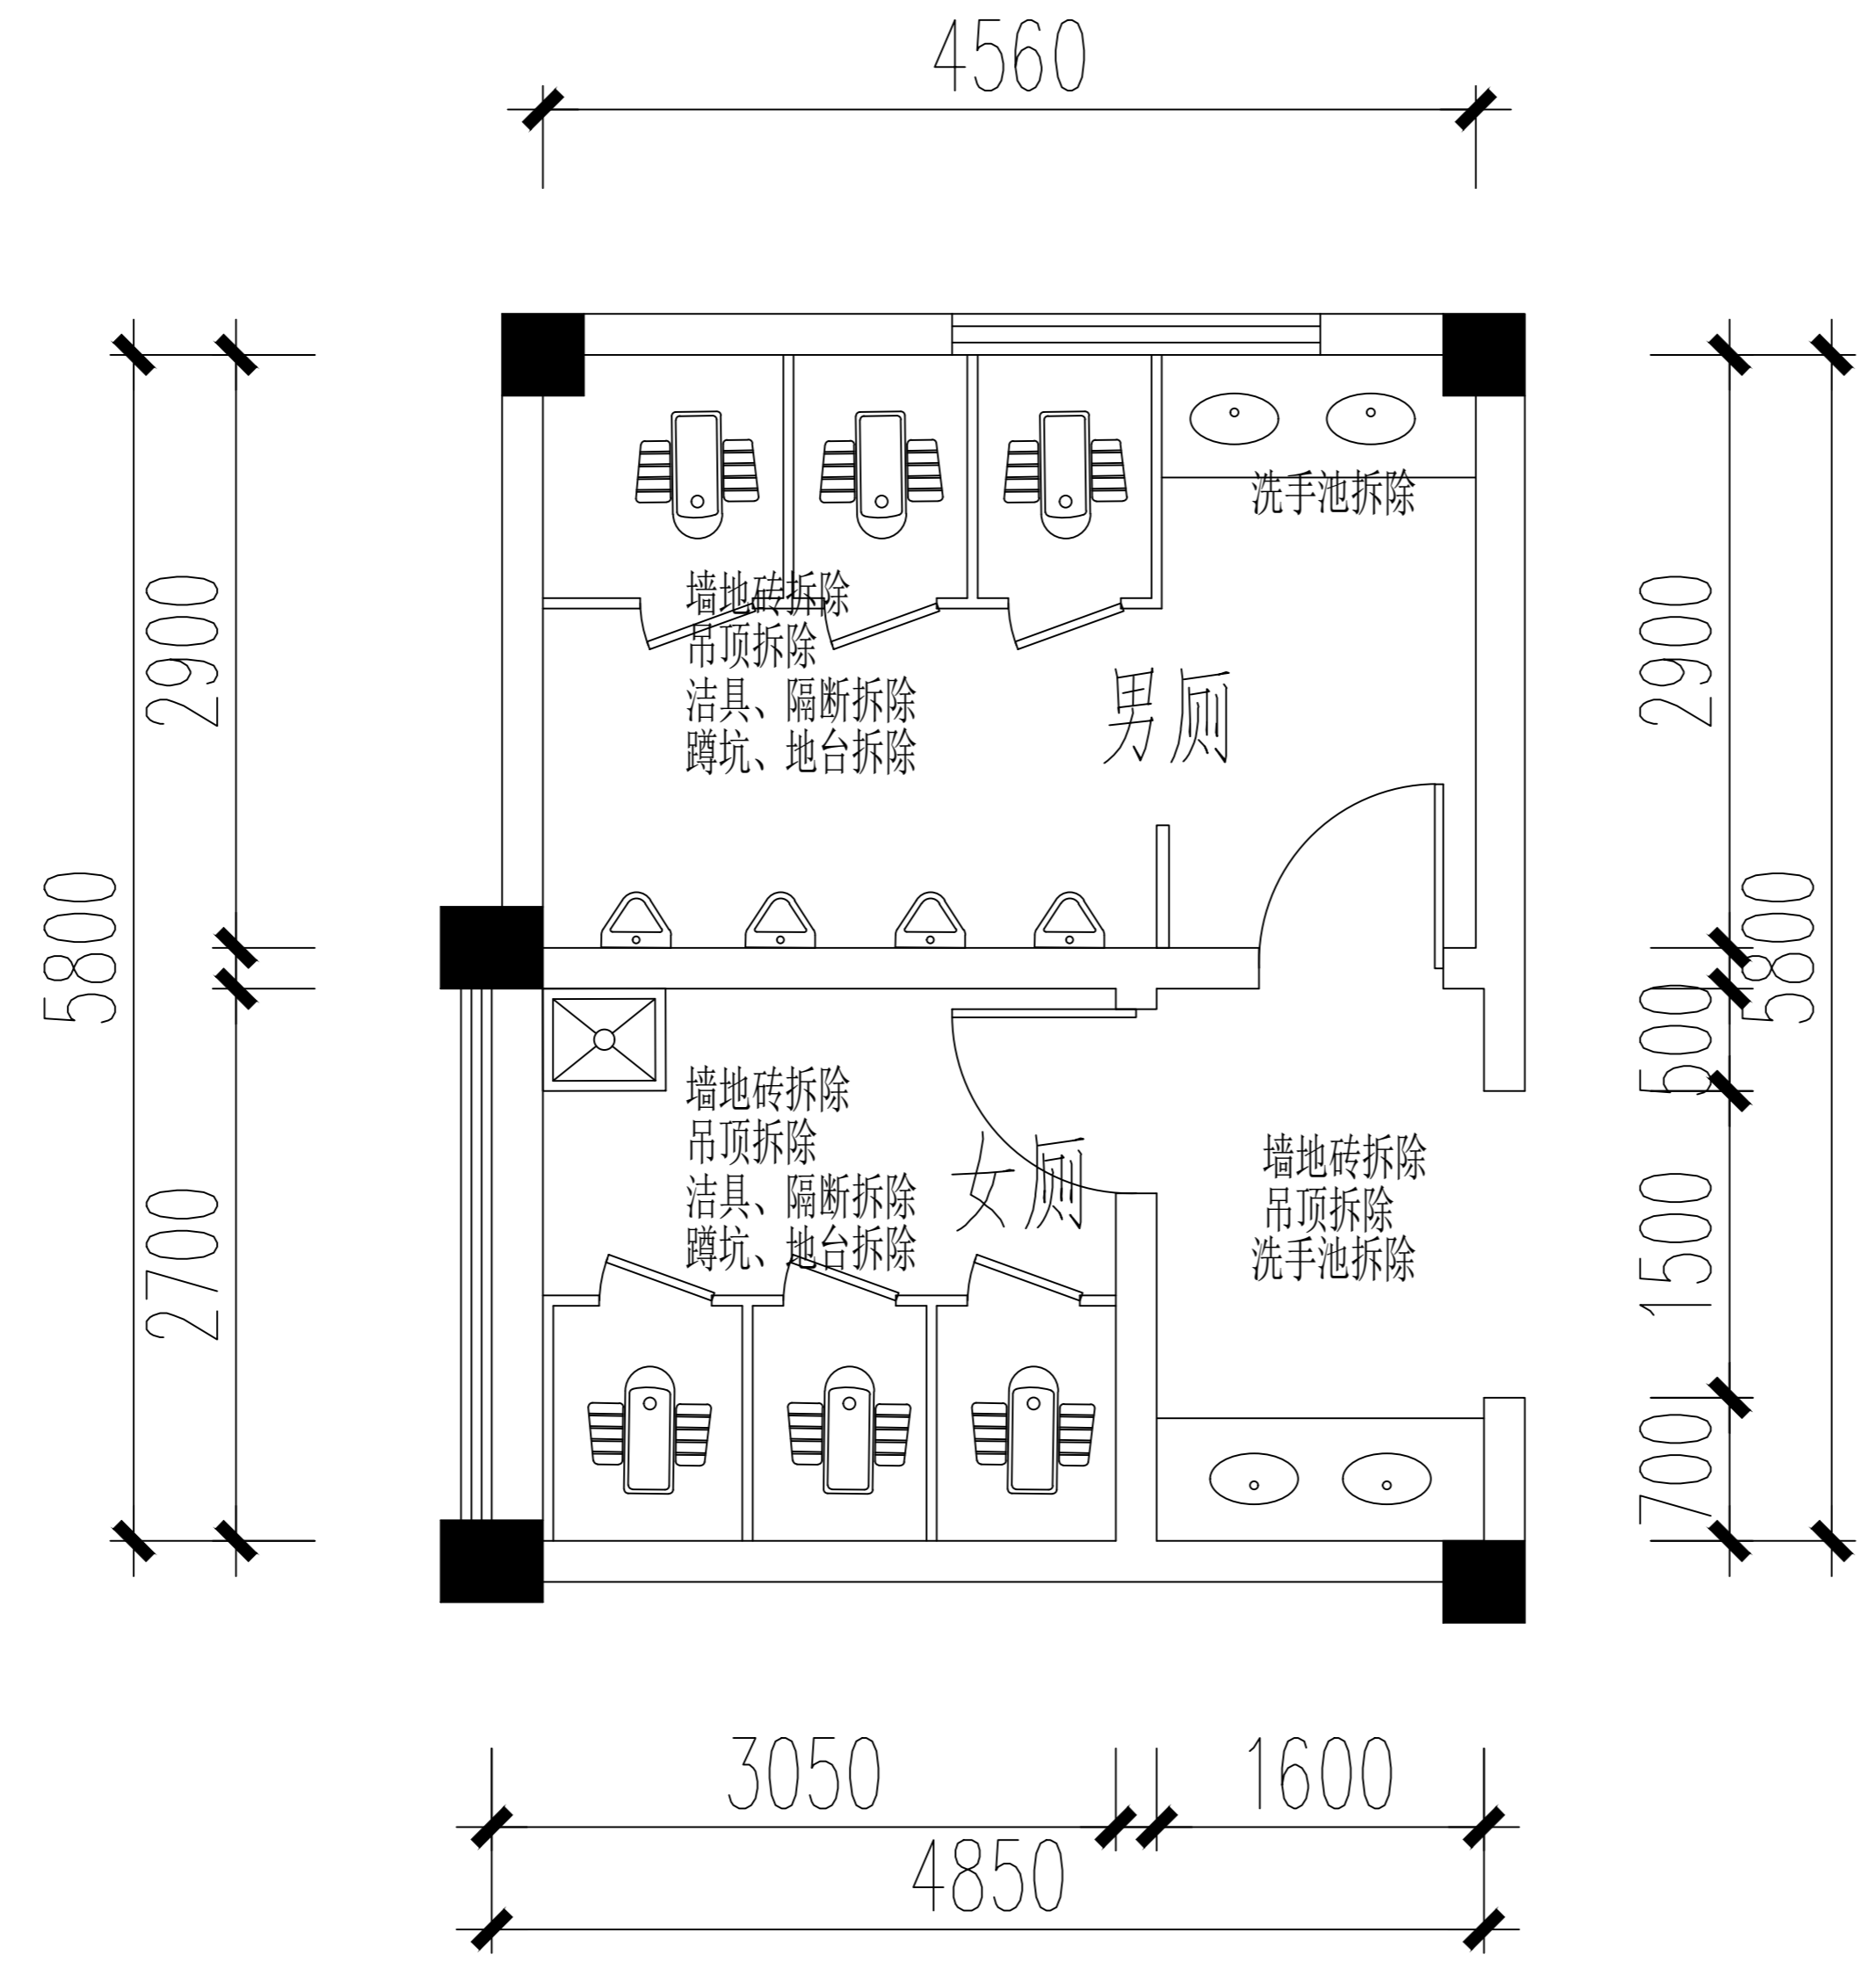 4560
洗手池拆除
墙地砖拆除
吊顶拆除
洁具、隔断拆除
蹲坑、地台拆除
男厕
2900
2900
5800
5800
500
墙地砖拆除
吊顶拆除
洁具、隔断拆除
蹲坑、地台拆除
女厕
墙地砖拆除
吊顶拆除
洗手池拆除
2700
1500
700
3050
1600
4850